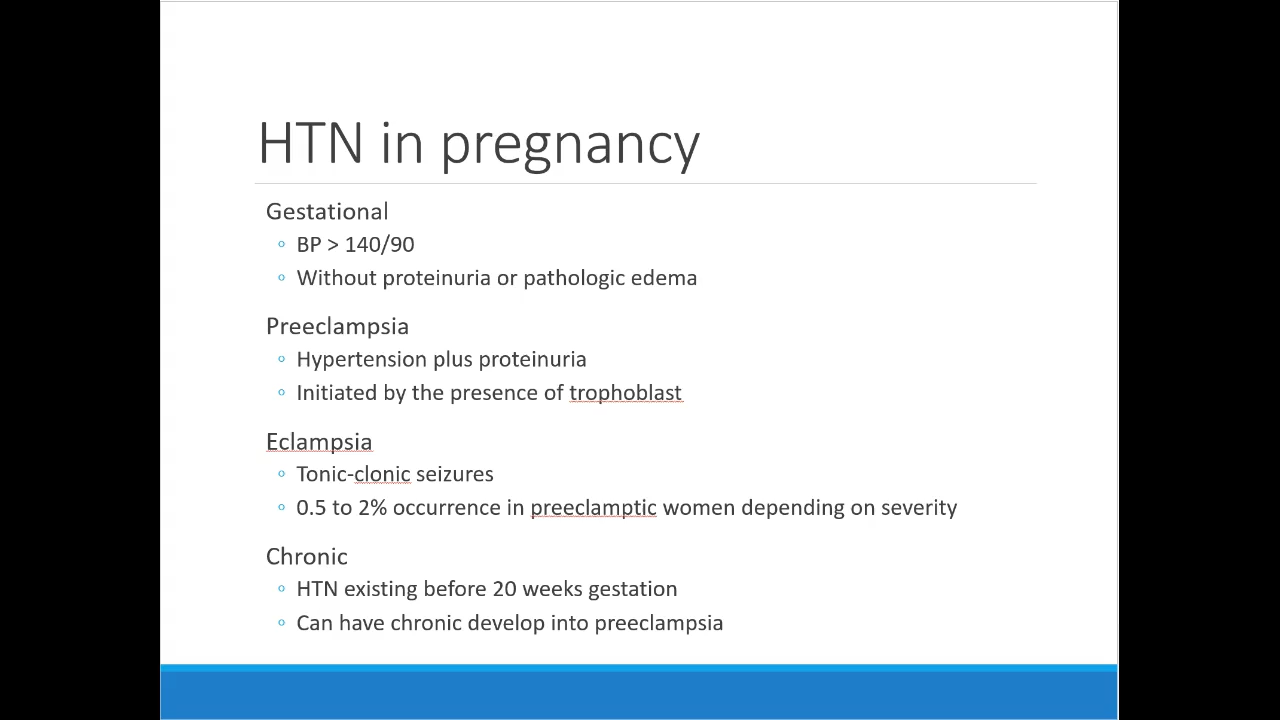 HTN in pregnancy
Gestational
◦ BP > 140/90
◦ Without proteinuria or pathologic edema
Preeclampsia
◦ Hypertension plus proteinuria
◦ Initiated by the presence of trophoblast
Eclampsia
◦ Tonic-clonic seizures
◦ 0.5 to 2% occurrence in preeclamptic women depending on severity
Chronic
◦ HTN existing before 20 weeks gestation
◦ Can have chronic develop into preeclampsia